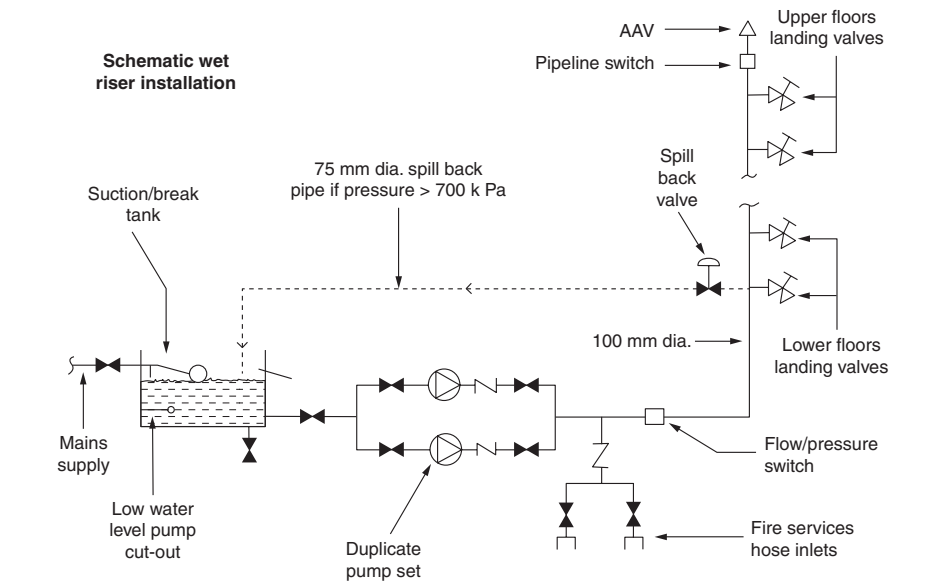 Schematic wet
riser installation
AAV
Pipeline switch
Upper floors
landing valves
75 mm dia. spill back
pipe if pressure > 700 k Pa
Spill
back
valve
Suction/break
tank
100 mm dia.
Lower floors
landing valves
Mains
supply
Low water
level pump
cut-out
Duplicate
pump set
Flow/pressure
switch
Fire services
hose inlets